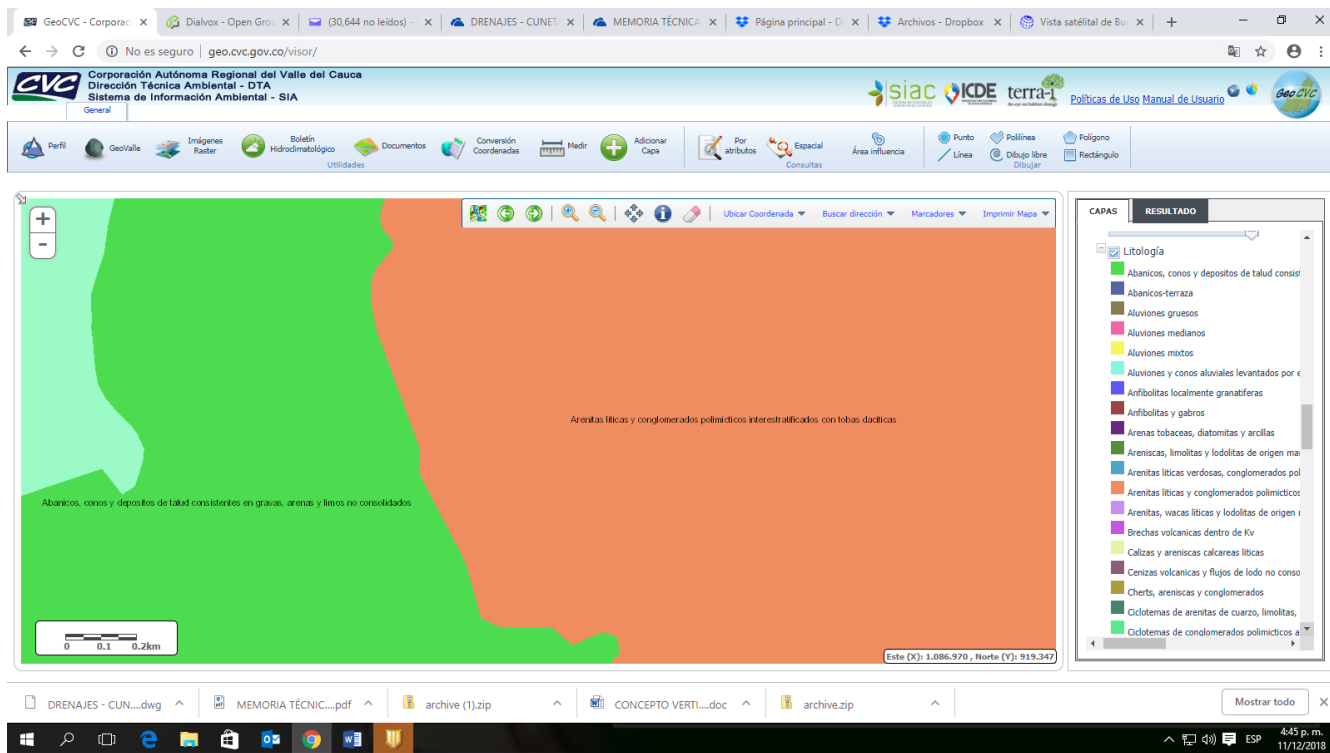 GeoCVC - Corporac
Dialvox - Open Grou
(30,644 no leídos) -
DRENAJES - CUNET
MEMORIA TÉCNICA
Página principal - D
Archivos - Dropbox
Vista satélital de Bug
No es seguro | geo.cvc.gov.co/visor/
CVC
Corporación Autónoma Regional del Valle del Cauca
Dirección Técnica Ambiental - DTA
Sistema de Información Ambiental - SIA
siac
ICDE
terra-i
Políticas de Uso Manual de Usuario
Geo CVC
General
Perfil
GeoValle
Imágenes Raster
Boletín Hidroclimatológico
Documentos
Conversión Coordenadas
Medir
Adicionar Capa
Utilidades
Por atributos
Espacial
Área influencia
Consultas
Punto
Polilínea
Polígono
Línea
Dibujo libre
Rectángulo
Dibujar
+
-
Ubicar Coordenada
Buscar dirección
Marcadores
Imprimir Mapa
Arenitas líticas y conglomerados polimicticos interestratificados con tobas daciticas
Abanicos, conos y depositos de talud consistentes en gravas, arenas y limos no consolidados
0 0.1 0.2km
Este (X): 1.086.970 , Norte (Y): 919.347
CAPAS
RESULTADO
Litología
Abanicos, conos y depositos de talud consist
Abanicos-terraza
Aluviones gruesos
Aluviones medianos
Aluviones mixtos
Aluviones y conos aluviales levantados por e
Anfibolitas localmente granatiferas
Anfibolitas y gabros
Arenas tobaceas, diatomitas y arcillas
Areniscas, limolitas y lodolitas de origen mar
Arenitas líticas verdosas, conglomerados pol
Arenitas líticas y conglomerados polimicticos
Arenitas, wacas líticas y lodolitas de origen
Brechas volcanicas dentro de Kv
Calizas y areniscas calcareas líticas
Cenizas volcanicas y flujos de lodo no conso
Cherts, areniscas y conglomerados
Ciclotemas de arenitas de cuarzo, limolitas,
Ciclotemas de conglomerados polimicticos a
DRENAJES - CUN....dwg
MEMORIA TÉCNIC....pdf
archive (1).zip
CONCEPTO VERTI....doc
archive.zip
Mostrar todo
ESP
4:45 p. m.
11/12/2018